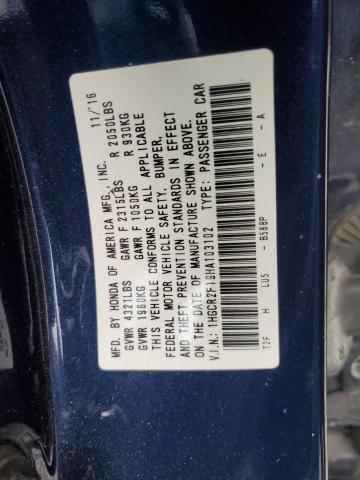 MFD. BY HONDA OF AMERICA MFG., INC. 11/16
GVWR 4321LBS GAWR F 2315LBS R 2050LBS
GVWR 1960KG GAWR F 1050KG R 930KG
THIS VEHICLE CONFORMS TO ALL APPLICABLE
FEDERAL MOTOR VEHICLE SAFETY, BUMPER,
AND THEFT PREVENTION STANDARDS IN EFFECT
ON THE DATE OF MANUFACTURE SHOWN ABOVE.
V.I.N.: 1HGCR2F18HA103102 TYPE: PASSENGER CAR
T2F H LU5 B588P - E - A